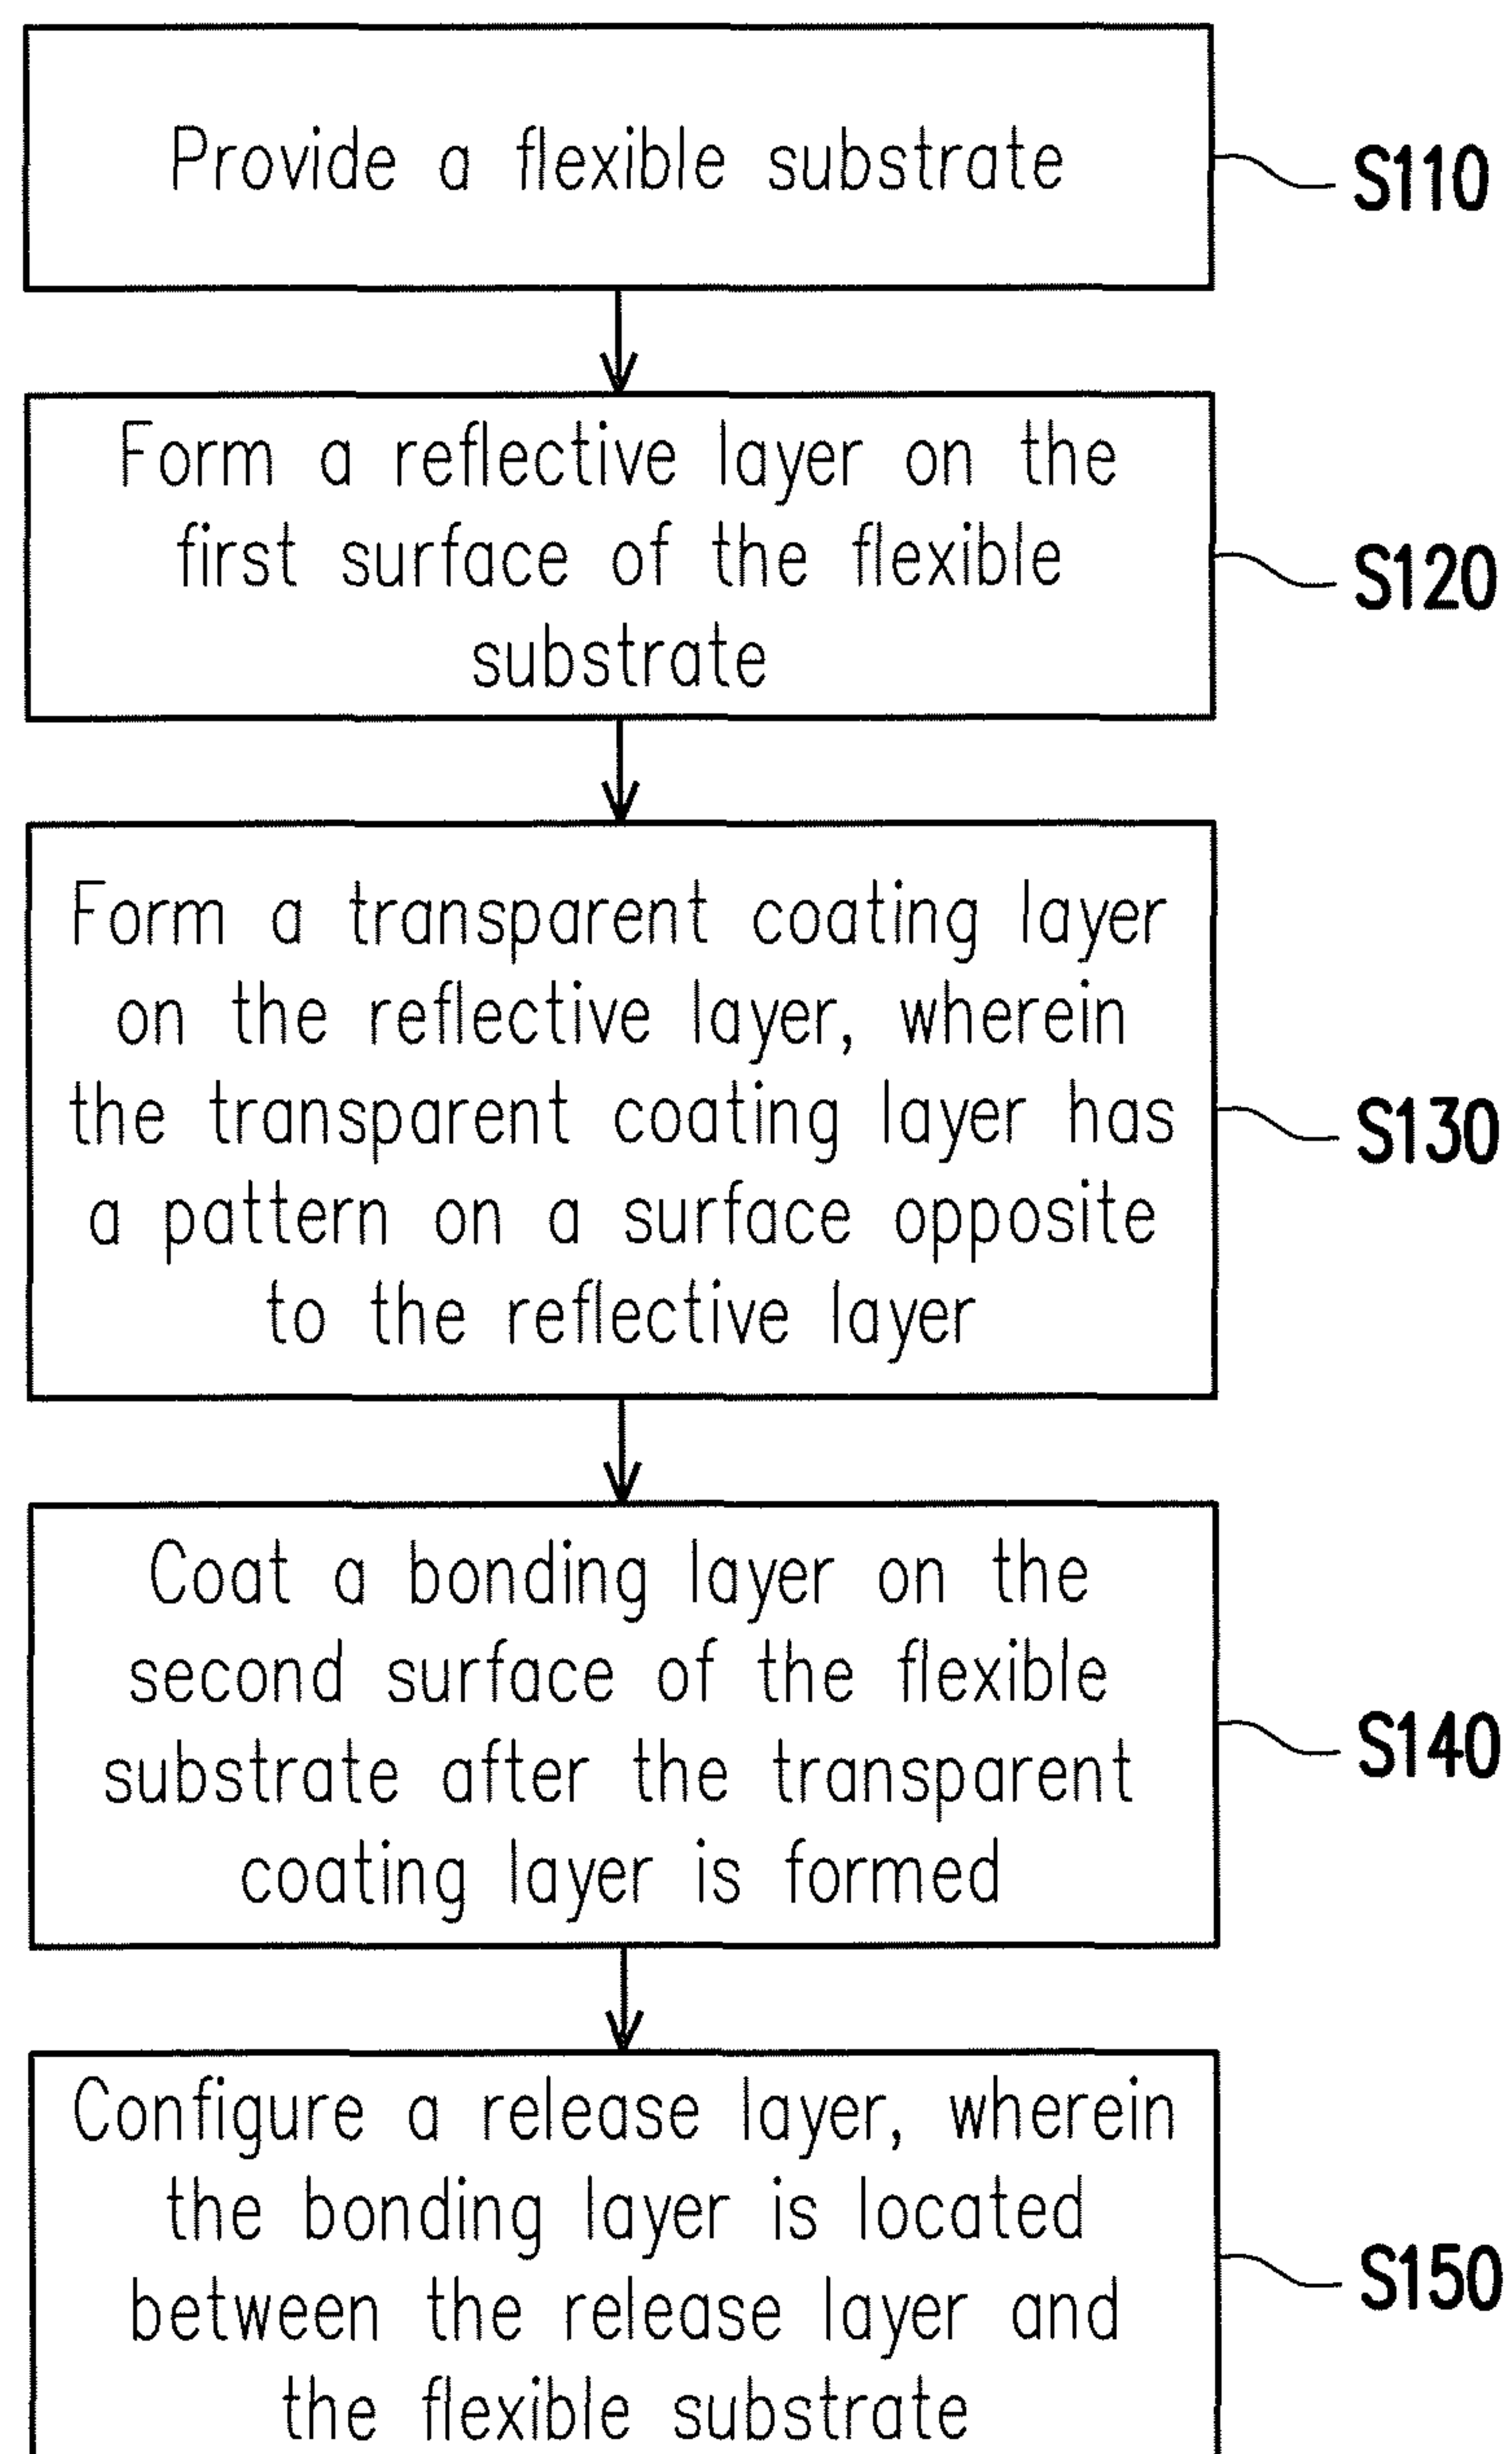 Provide a flexible substrate
S110
Form a reflective layer on the
first surface of the flexible
substrate
S120
Form a transparent coating layer
on the reflective layer, wherein
the transparent coating layer has
a pattern on a surface opposite
to the reflective layer
S130
Coat a bonding layer on the
second surface of the flexible
substrate after the transparent
coating layer is formed
S140
Configure a release layer, wherein
the bonding layer is located
between the release layer and
the flexible substrate
S150